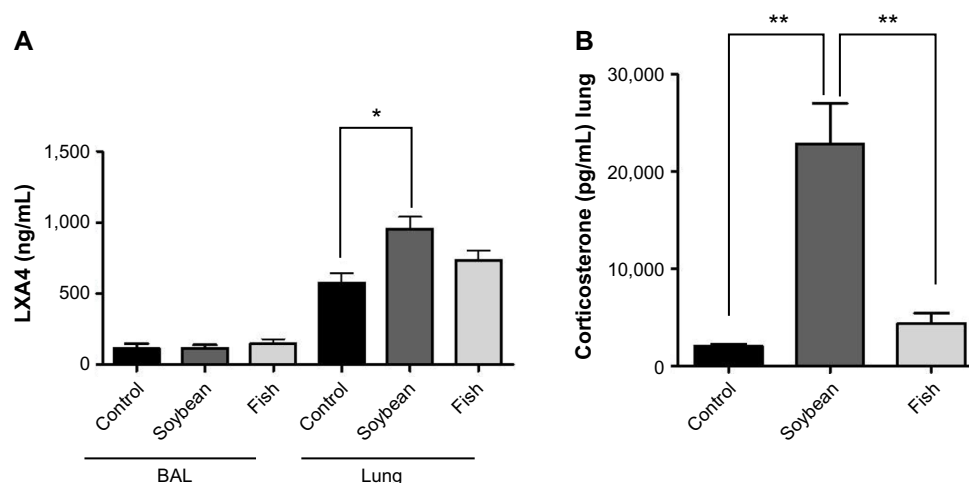 A
LXA4 (ng/mL)
1,500
1,000
500
0
*
Control
Soybean
Fish
Control
Soybean
Fish
BAL
Lung
B
Corticosterone (pg/mL) lung
30,000
20,000
10,000
0
**
**
Control
Soybean
Fish